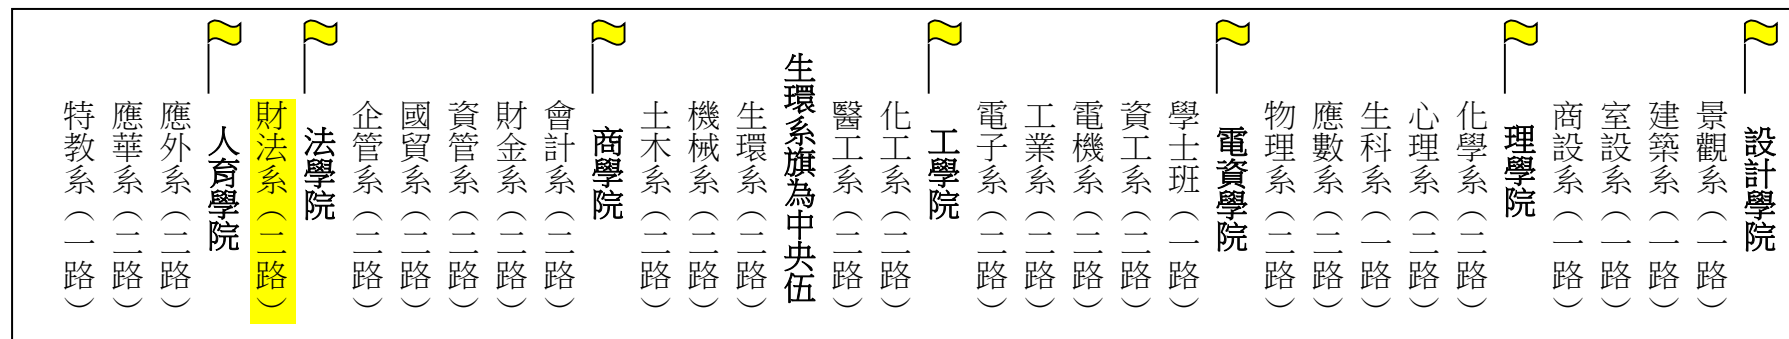 設計學院
景觀系（一路）
建築系（一路）
室設系（一路）
商設系（一路）
理學院
化學系（二路）
心理系（二路）
生科系（一路）
應數系（二路）
物理系（二路）
電資學院
學士班（一路）
資工系（二路）
電機系（二路）
工業系（二路）
電子系（二路）
工學院
化工系（二路）
醫工系（二路）
生環系旗為中央伍
生環系（二路）
機械系（二路）
土木系（二路）
商學院
會計系（二路）
財金系（二路）
資管系（二路）
國貿系（二路）
企管系（二路）
法學院
財法系（二路）
人育學院
應外系（二路）
應華系（二路）
特教系（一路）